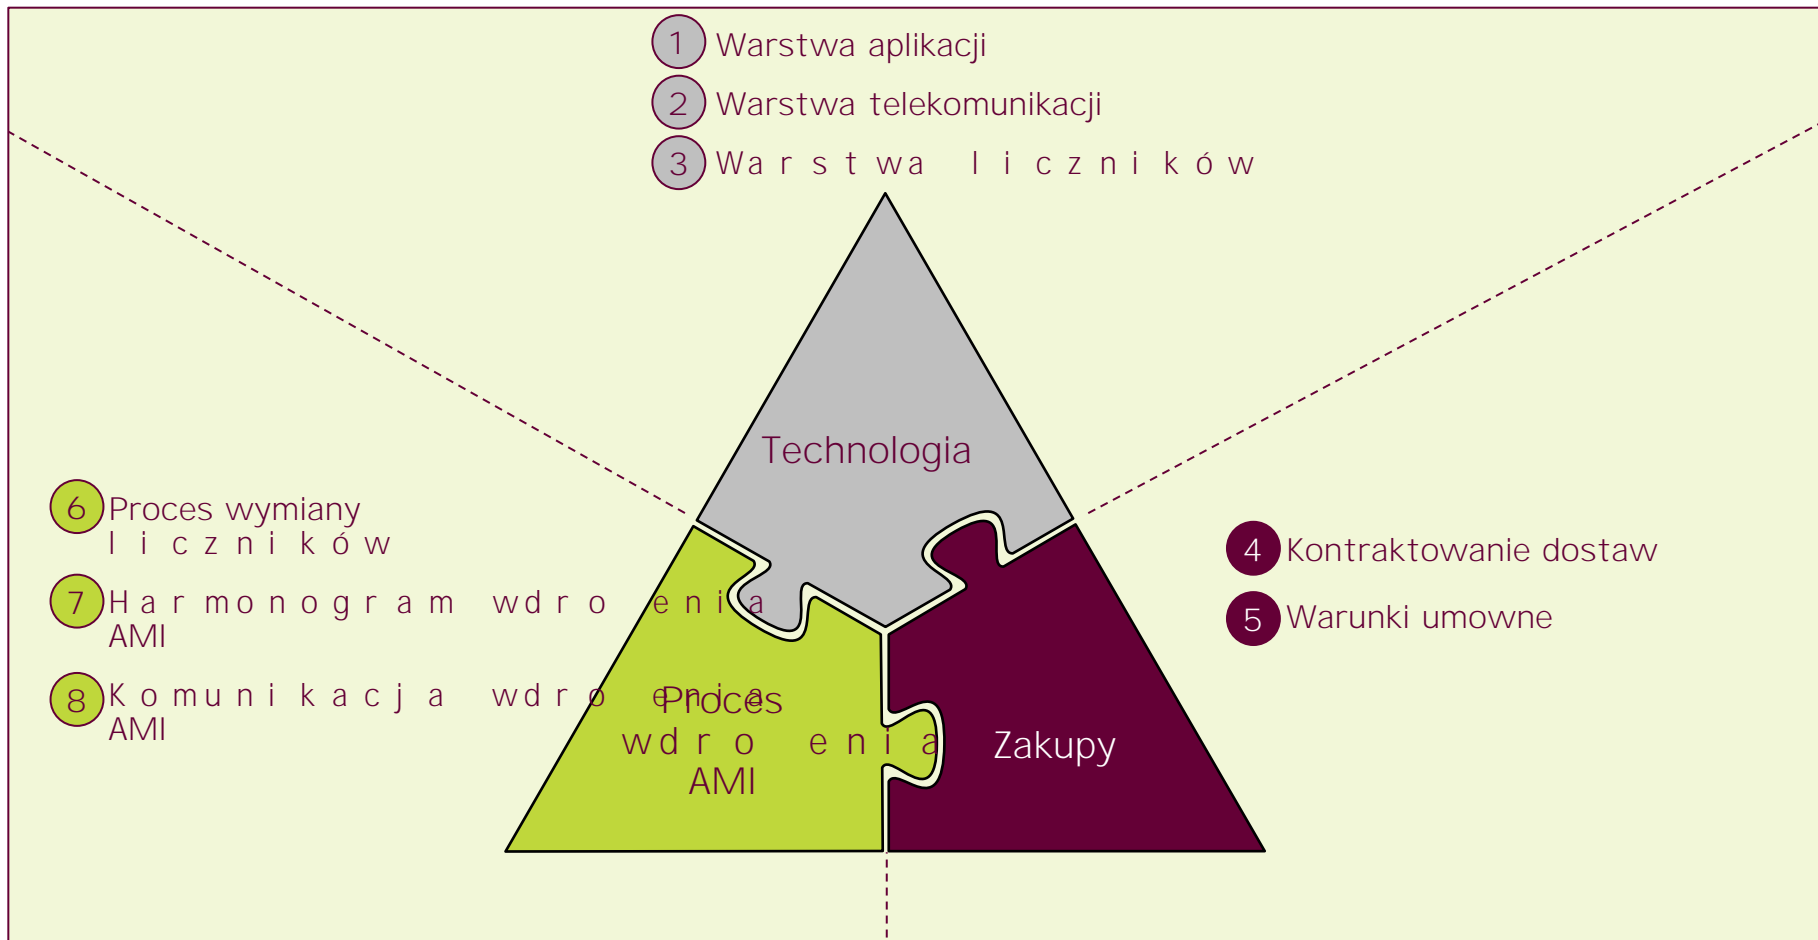 1 Warstwa aplikacji
2 Warstwa telekomunikacji
3 Warstwa liczników
Technologia
6 Proces wymiany
liczników
7 Harmonogram wdro enia
AMI
8 Komunikacja wdro enia
AMI
4 Kontraktowanie dostaw
5 Warunki umowne
Proces
wdro enia
AMI
Zakupy